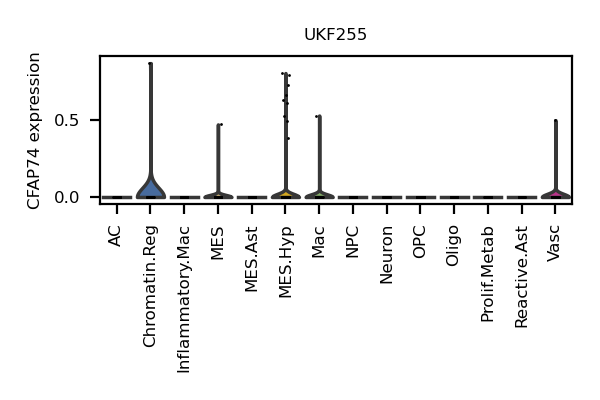 UKF255
CFAP74 expression
0.5
0.0
AC
Chromatin.Reg
Inflammatory.Mac
MES
MES.Ast
MES.Hyp
Mac
NPC
Neuron
OPC
Oligo
Prolif.Metab
Reactive.Ast
Vasc